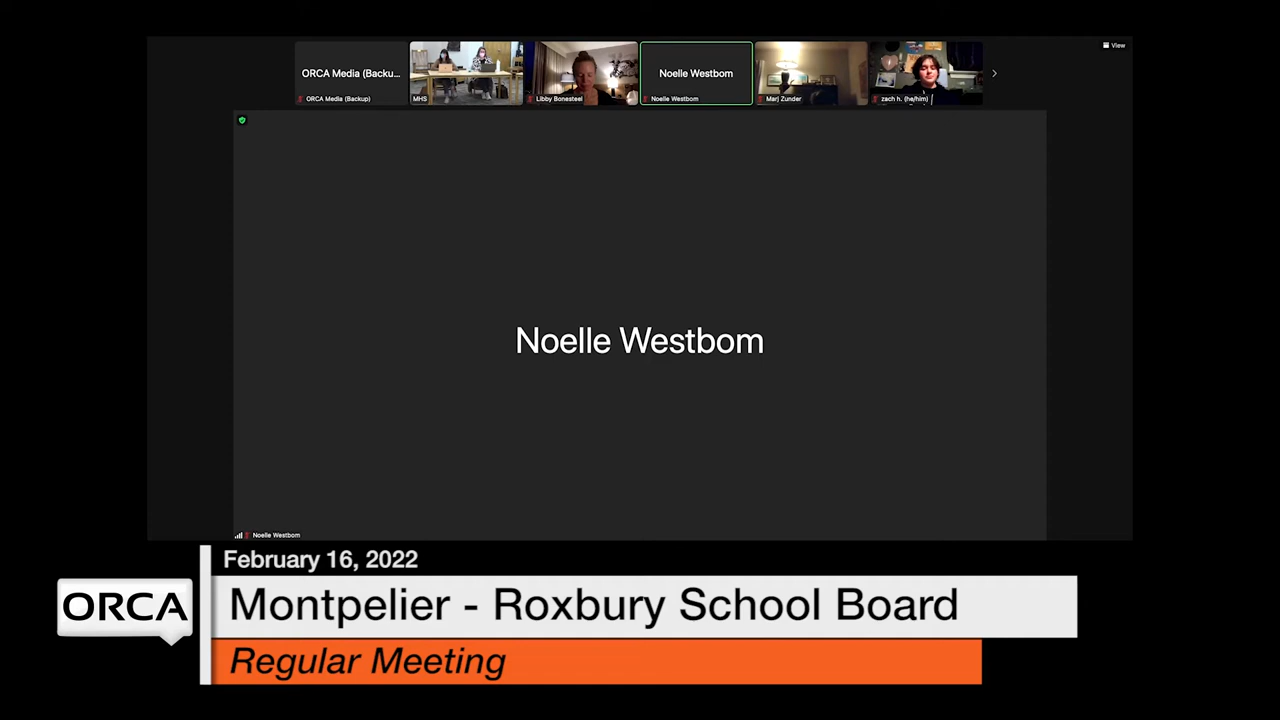 View
ORCA Media (Backu...
Noelle Westbom
ORCA Media (Backup)
MHS
Libby Bonesteel
Noelle Westbom
Marj Zunder
zach h. (he/him)
Noelle Westbom
Noelle Westbom
February 16, 2022
ORCA
Montpelier - Roxbury School Board
Regular Meeting